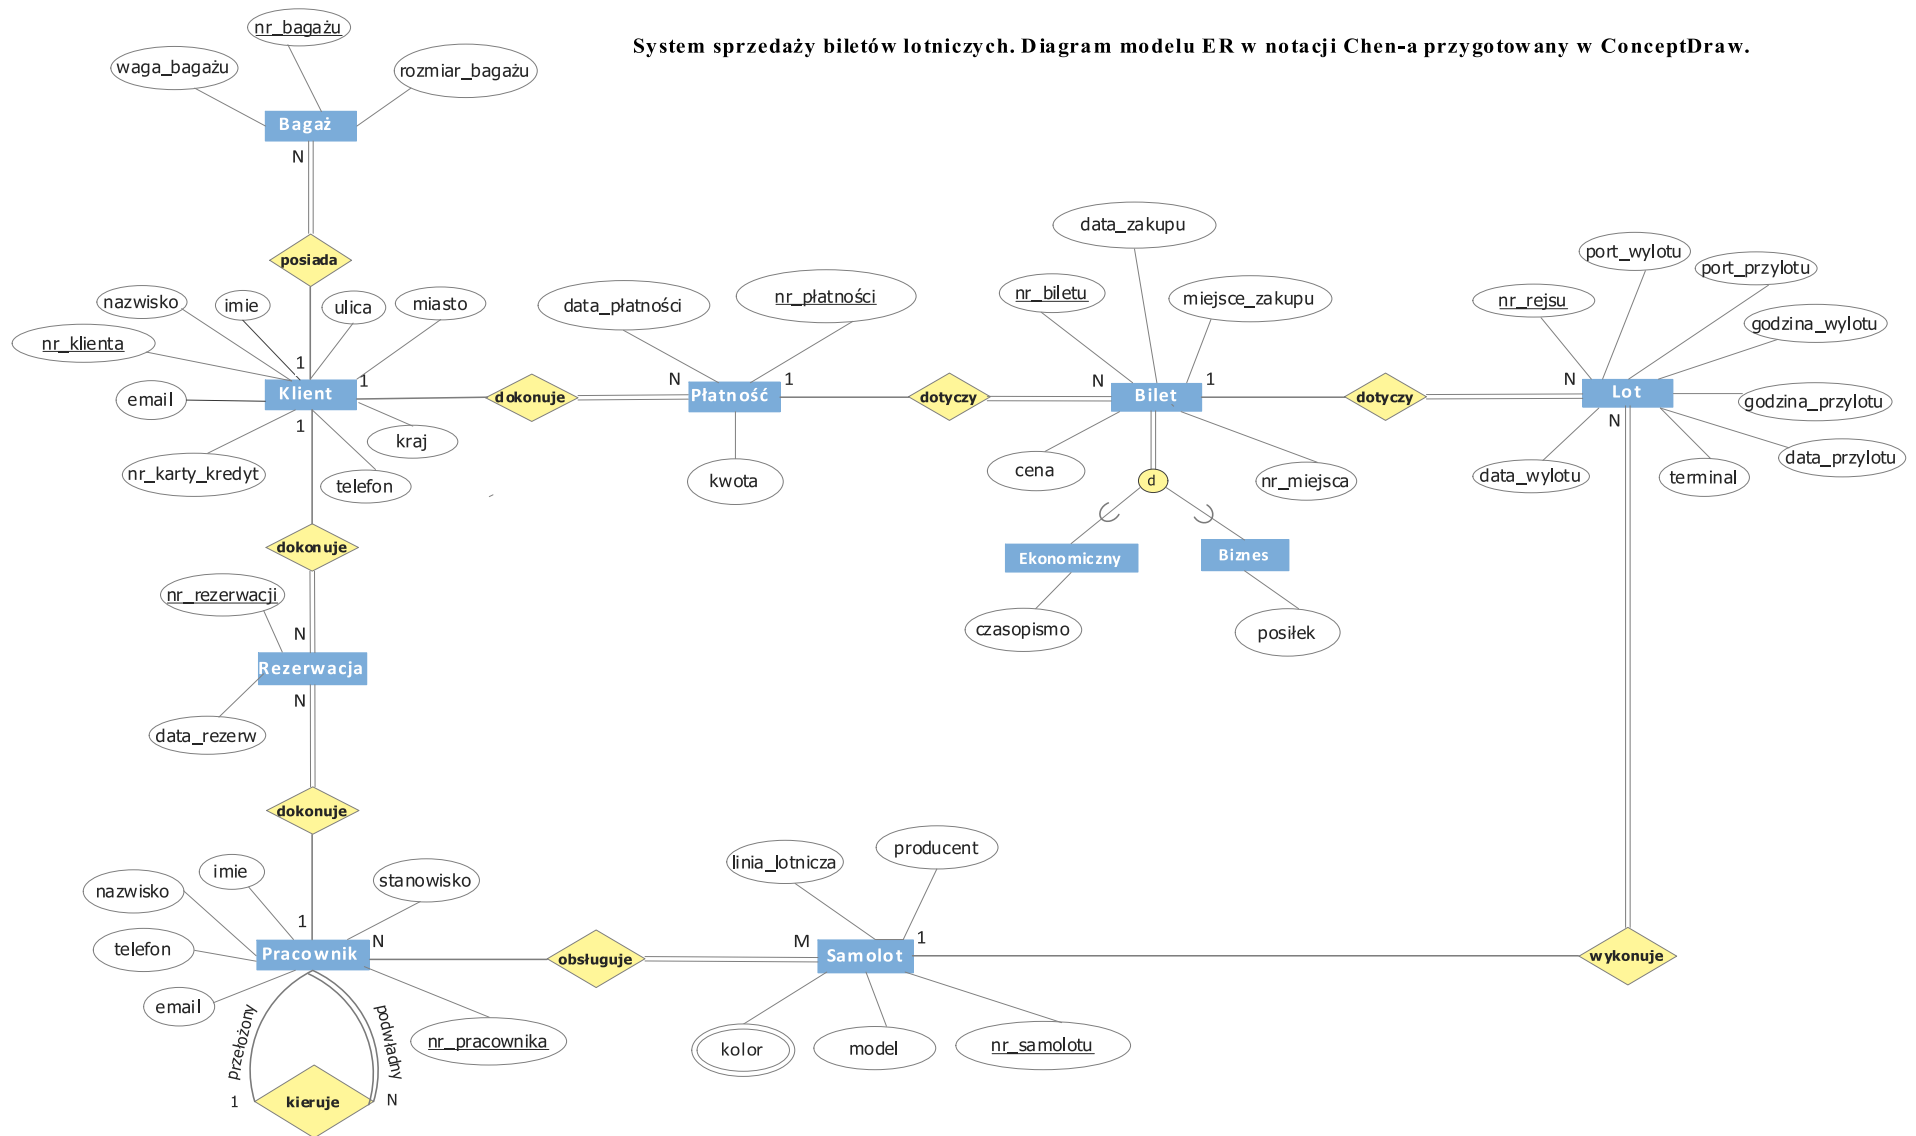 System sprzedaży biletów lotniczych. Diagram modelu ER w notacji Chen-a przygotowany w ConceptDraw.
nr_bagażu
waga_bagażu
rozmiar_bagażu
Bagaż
N
posiada
nazwisko
imie
ulica
miasto
nr_klienta
1
Klient
1
email
1
kraj
nr_karty_kredyt
telefon
dokonuje
data_płatności
nr_płatności
N
Płatność
1
kwota
dotyczy
data_zakupu
nr_biletu
miejsce_zakupu
N
Bilet
1
cena
d
nr_miejsca
Ekonomiczny
Biznes
czasopismo
posiłek
dotyczy
port_wylotu
port_przylotu
nr_rejsu
godzina_wylotu
N
Lot
godzina_przylotu
N
data_wylotu
terminal
data_przylotu
dokonuje
nr_rezerwacji
N
Rezerwacja
N
data_rezerw
dokonuje
imie
nazwisko
stanowisko
1
telefon
Pracownik
N
email
nr_pracownika
przełożony
podwładny
1
kieruje
N
obsługuje
linia_lotnicza
producent
M
Samolot
1
kolor
model
nr_samolotu
wykonuje